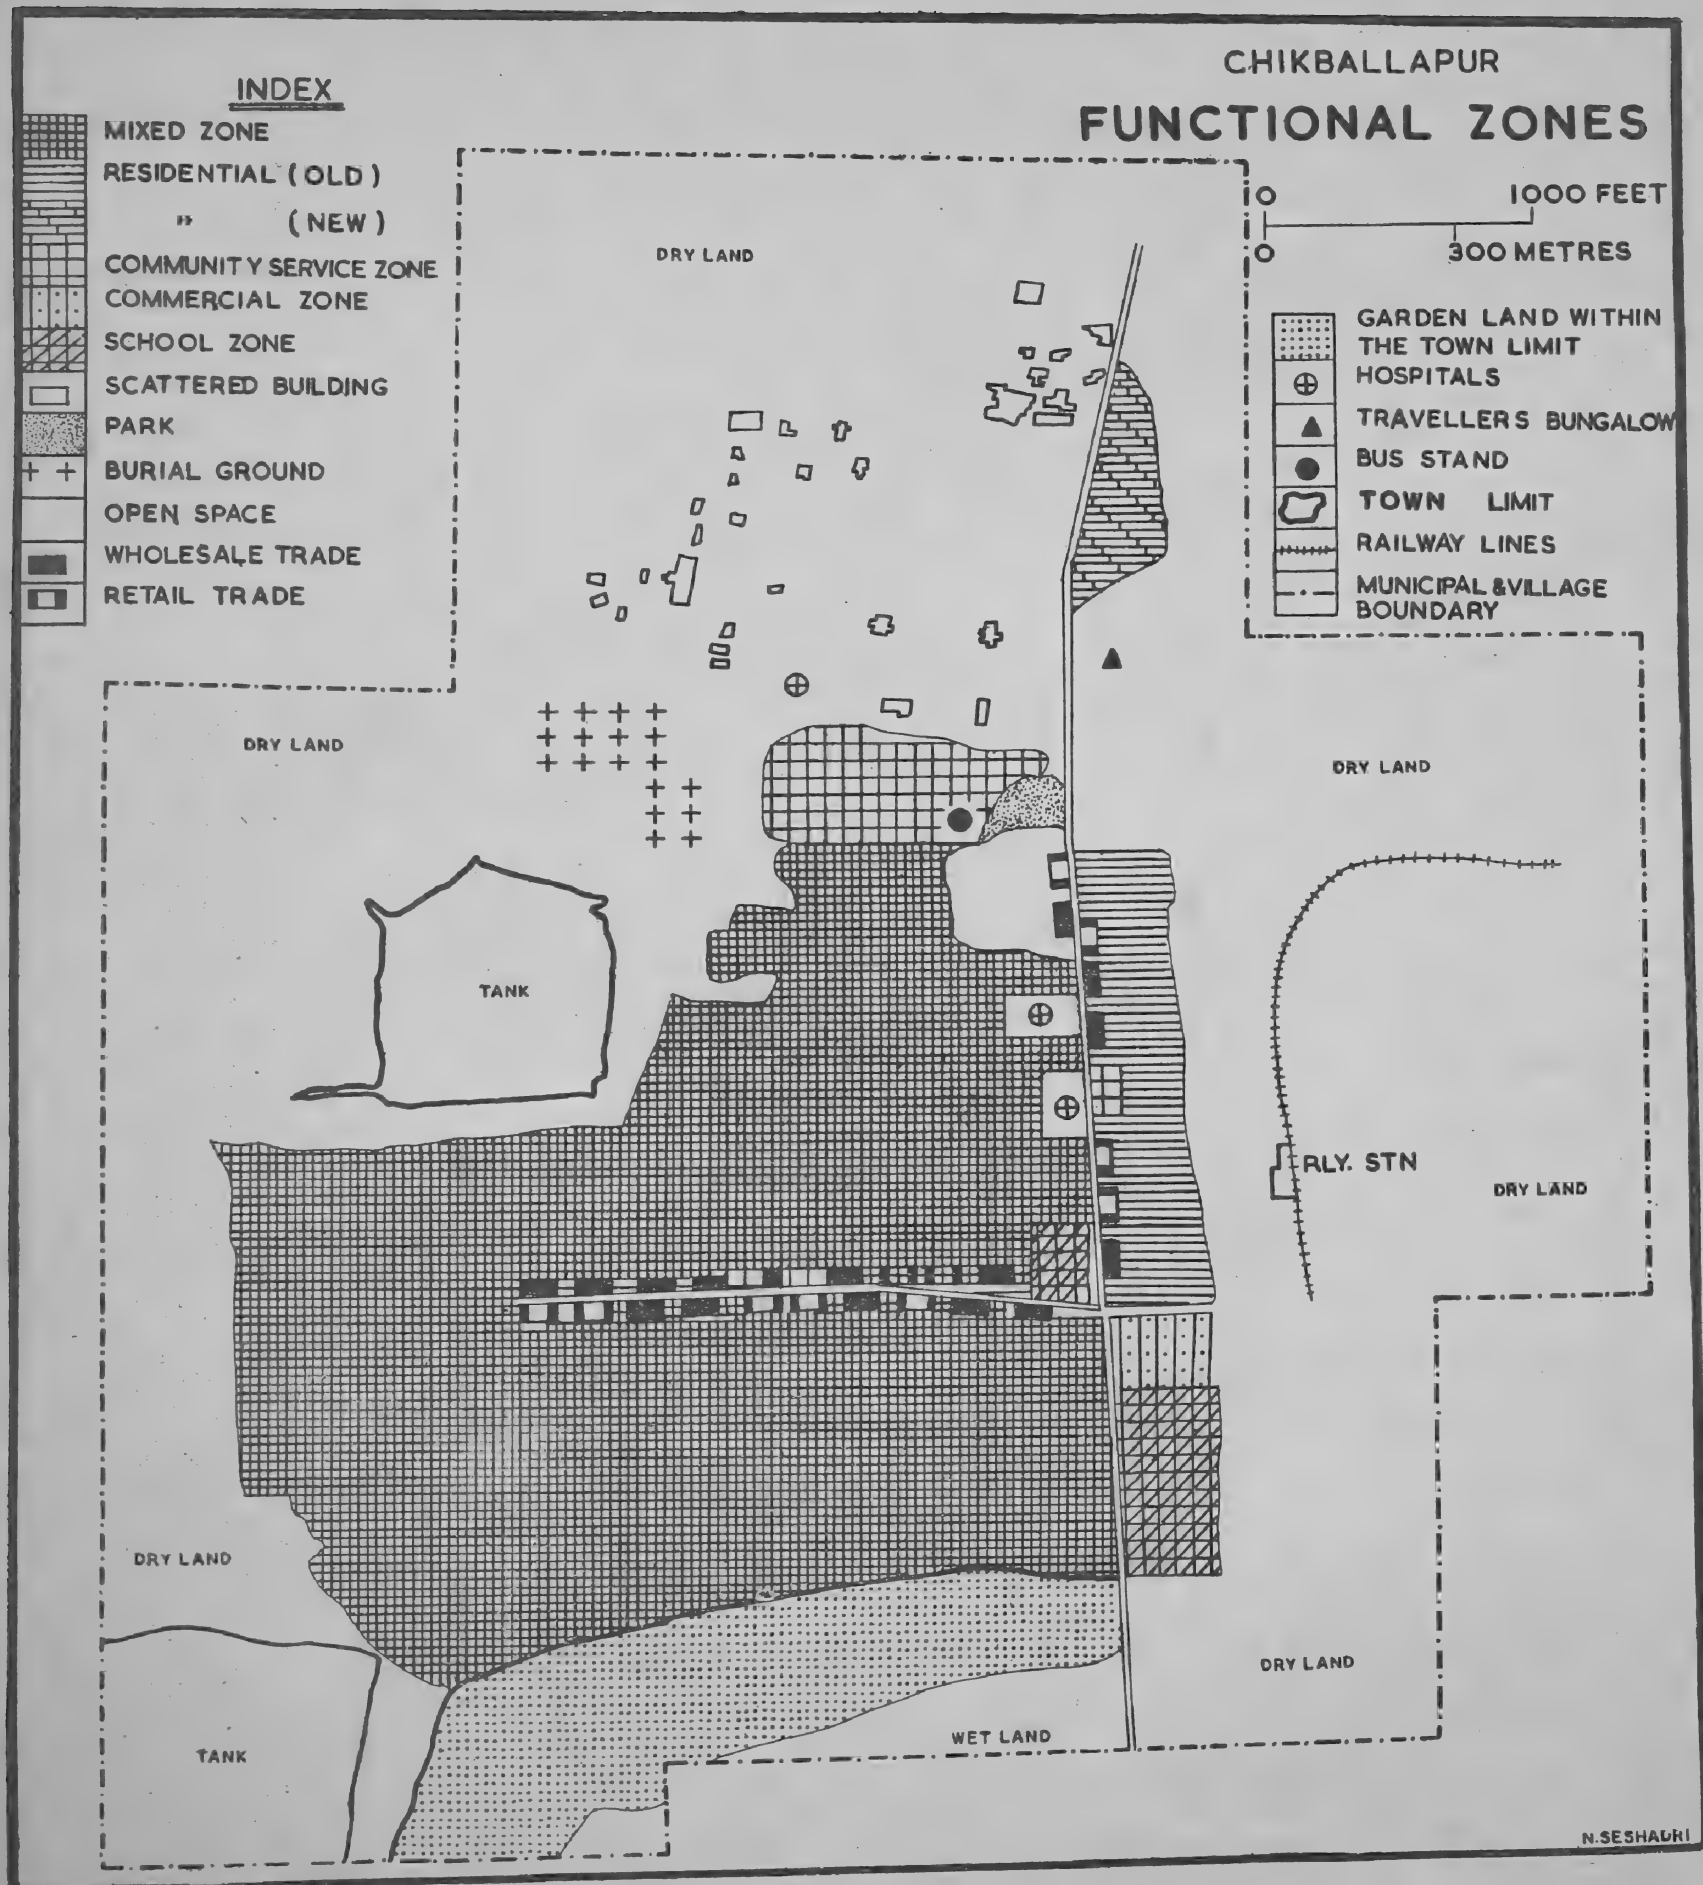 CHIKBALLAPUR
FUNCTIONAL ZONES
INDEX
MIXED ZONE
RESIDENTIAL (OLD)
" (NEW)
COMMUNITY SERVICE ZONE
COMMERCIAL ZONE
SCHOOL ZONE
SCATTERED BUILDING
PARK
BURIAL GROUND
OPEN SPACE
WHOLESALE TRADE
RETAIL TRADE
0 1000 FEET
0 300 METRES
GARDEN LAND WITHIN
THE TOWN LIMIT
HOSPITALS
TRAVELLERS BUNGALOW
BUS STAND
TOWN LIMIT
RAILWAY LINES
MUNICIPAL & VILLAGE
BOUNDARY
DRY LAND
DRY LAND
DRY LAND
TANK
RLY. STN
DRY LAND
DRY LAND
DRY LAND
WET LAND
TANK
N. SESHADRI